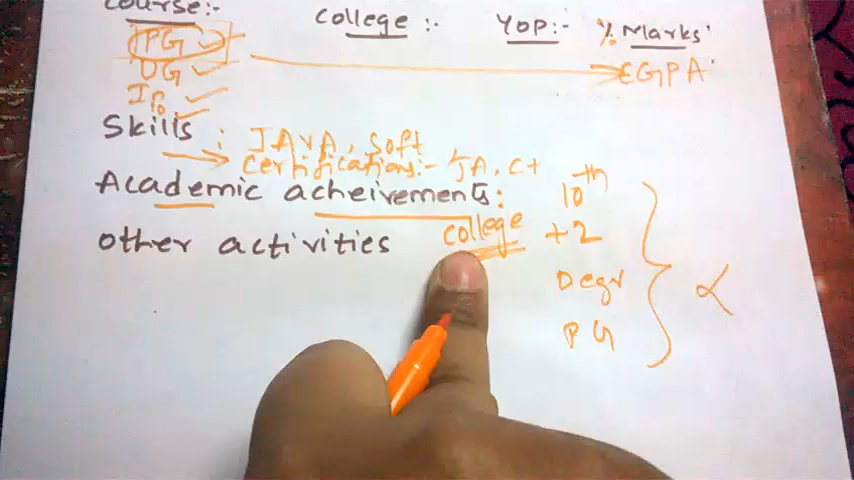 course:- college :- YOP:- % Marks
PG
UG → CGPA
Skills : JAVA, Soft
certifications:- JA, C+
Academic acheivements: 10th
other activities college +2
Degr
PG